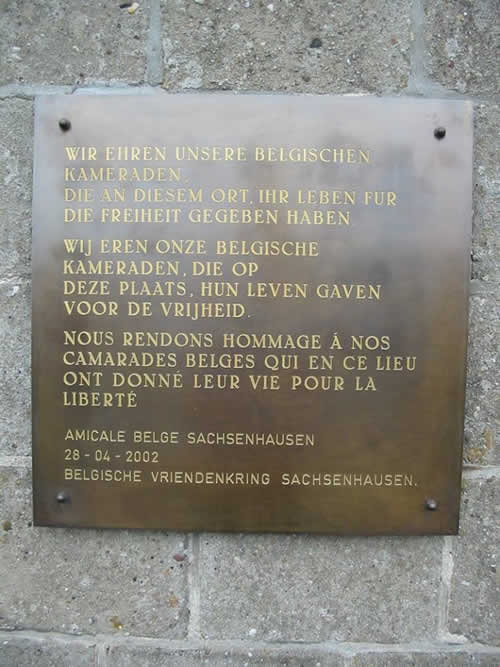 WIR EHREN UNSERE BELGISCHEN
KAMERADEN.
DIE AN DIESEM ORT, IHR LEBEN FUR
DIE FREIHEIT GEGEBEN HABEN.
WIJ EREN ONZE BELGISCHE
KAMERADEN, DIE OP
DEZE PLAATS, HUN LEVEN GAVEN
VOOR DE VRIJHEID.
NOUS RENDONS HOMMAGE Á NOS
CAMARADES BELGES QUI EN CE LIEU
ONT DONNÉ LEUR VIE POUR LA
LIBERTÉ
AMICALE BELGE SACHSENHAUSEN
28 - 04 - 2002
BELGISCHE VRIENDENKRING SACHSENHAUSEN.